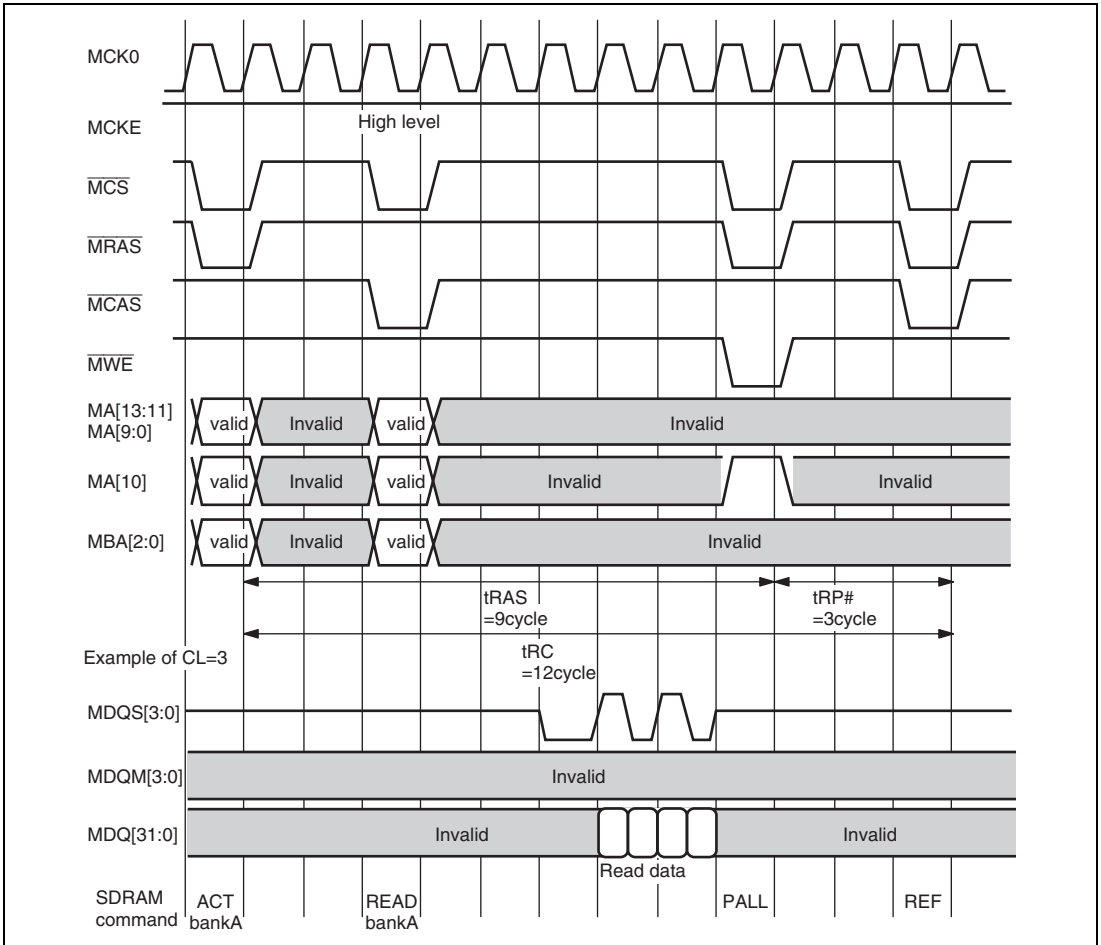 MCK0
MCKE
High level
MCS
MRAS
MCAS
MWE
MA[13:11]
MA[9:0]
valid Invalid valid Invalid
MA[10]
valid Invalid valid Invalid Invalid
MBA[2:0]
valid Invalid valid Invalid
tRAS
=9cycle
tRP#
=3cycle
Example of CL=3
tRC
=12cycle
MDQS[3:0]
MDQM[3:0]
Invalid
MDQ[31:0]
Invalid Invalid
Read data
SDRAM
command
ACT
bankA
READ
bankA
PALL
REF